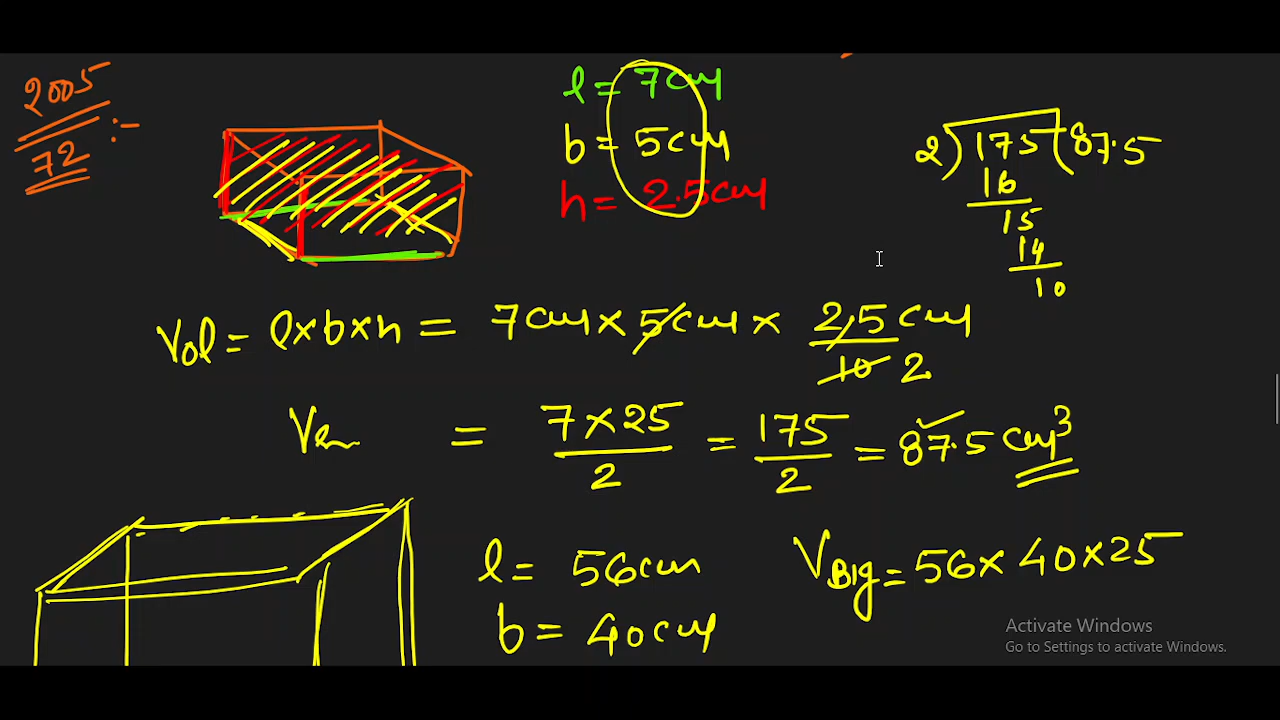 2005
72 :-
l = 7cm
b = 5cm
h = 2.5cm
2)175(87.5
16
15
14
10
Vol = l×b×h = 7cm × 5cm × 25cm/10 2
= 7×25/2 = 175/2 = 87.5 cm³
l = 56cm
b = 40cm
VBig = 56×40×25
Activate Windows
Go to Settings to activate Windows.